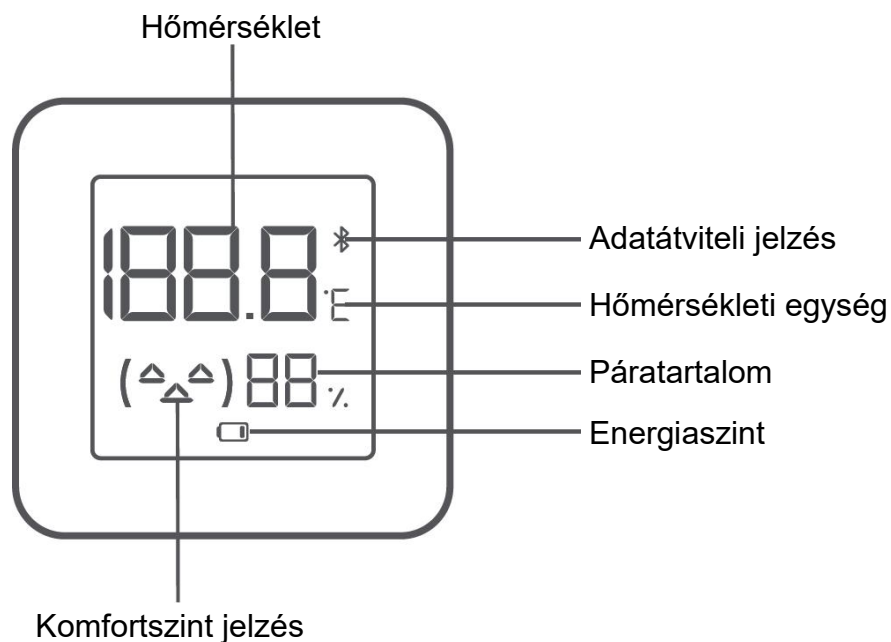 Hőmérséklet
188.8
Adatátviteli jelzés
°E
Hőmérsékleti egység
88 %
Páratartalom
Energiaszint
Komfortszint jelzés